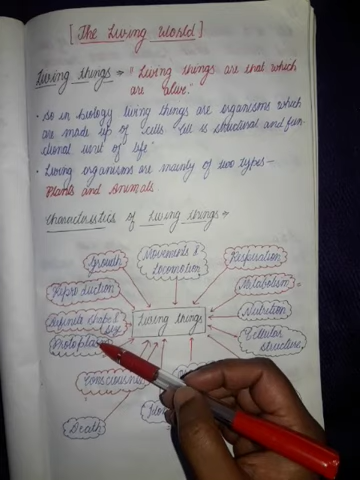 [ The Living World ]
Living things → "Living things are that which
are alive."
• So in biology living things are organisms which
are made up of cells "Cell is structural and fun-
ctional unit of life."
• Living organisms are mainly of two types-
Plants and Animals
Characteristics of Living things→
Movements &
Locomotion
Growth
Respiration
Reproduction
Metabolism
Definite shape &
size
Living things
Nutrition
Protoplasm
Cellular
structure
Death